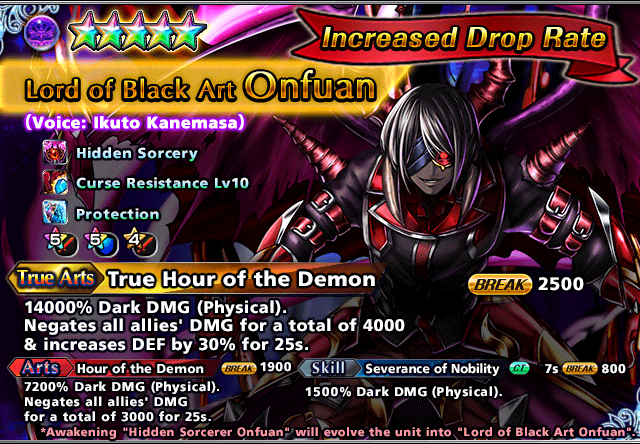 Increased Drop Rate
Lord of Black Art Onfuan
(Voice: Ikuto Kanemasa)
Hidden Sorcery
Curse Resistance Lv10
Protection
5 5 4
True Arts True Hour of the Demon BREAK 2500
14000% Dark DMG (Physical).
Negates all allies' DMG for a total of 4000
& increases DEF by 30% for 25s.
Arts Hour of the Demon BREAK 1900
7200% Dark DMG (Physical).
Negates all allies' DMG
for a total of 3000 for 25s.
Skill Severance of Nobility CT 7s BREAK 800
1500% Dark DMG (Physical).
*Awakening "Hidden Sorcerer Onfuan" will evolve the unit into "Lord of Black Art Onfuan".